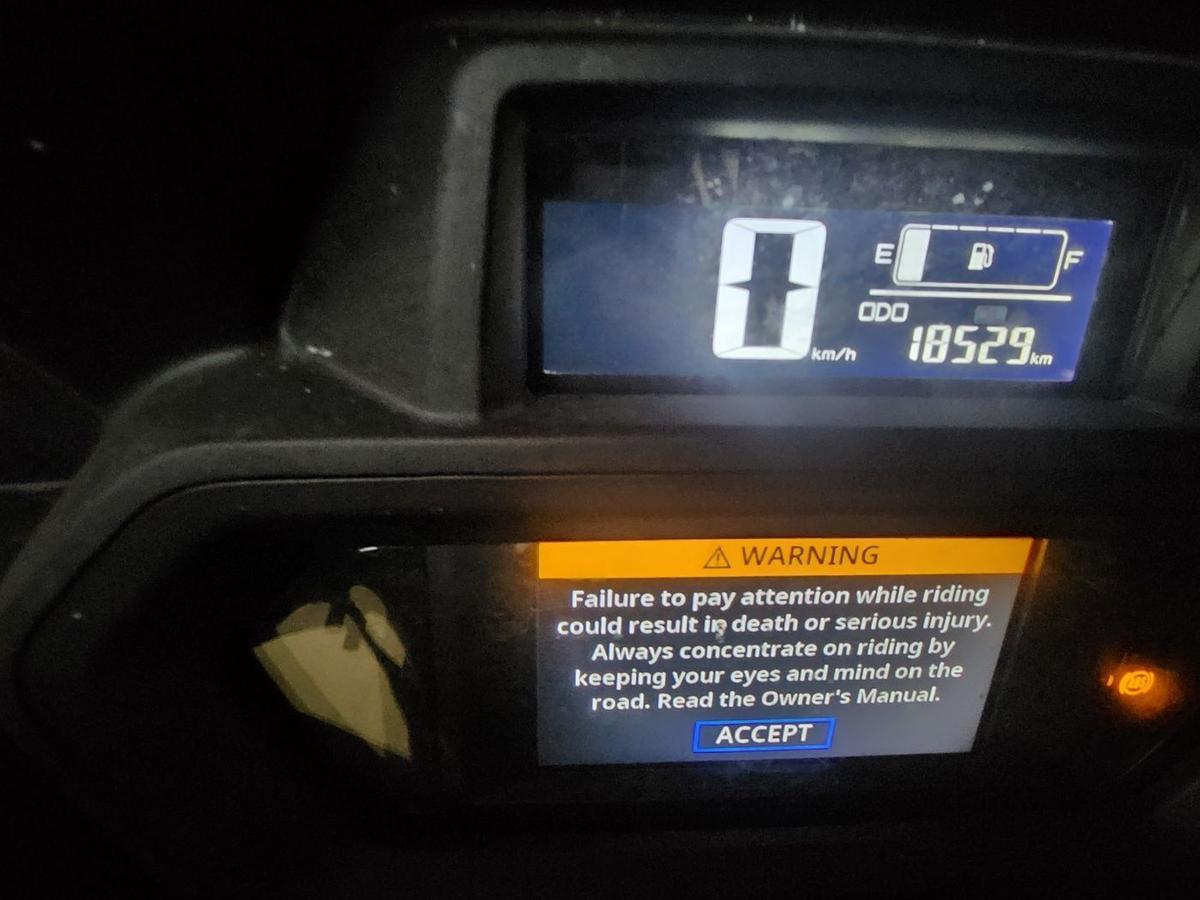 0
km/h
E F
ODO
18529 km
WARNING
Failure to pay attention while riding
could result in death or serious injury.
Always concentrate on riding by
keeping your eyes and mind on the
road. Read the Owner's Manual.
ACCEPT
ABS